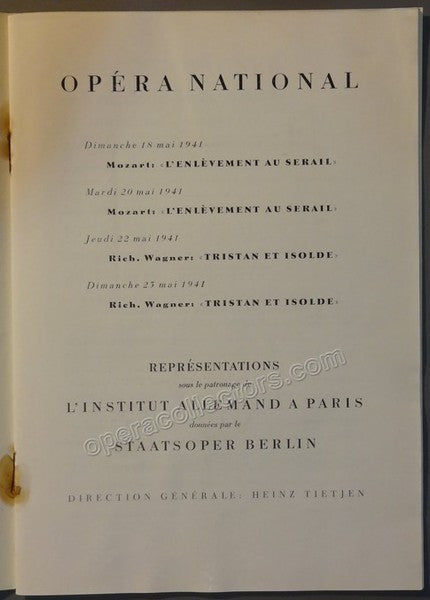 OPÉRA NATIONAL
Dimanche 18 mai 1941
Mozart: «L'ENLÈVEMENT AU SERAIL»
Mardi 20 mai 1941
Mozart: «L'ENLÈVEMENT AU SERAIL»
Jeudi 22 mai 1941
Rich. Wagner: «TRISTAN ET ISOLDE»
Dimanche 25 mai 1941
Rich. Wagner: «TRISTAN ET ISOLDE»
REPRÉSENTATIONS
sous le patronage de
L'INSTITUT ALLEMAND A PARIS
données par le
STAATSOPER BERLIN
DIRECTION GÉNÉRALE: HEINZ TIETJEN
operacollectors.com